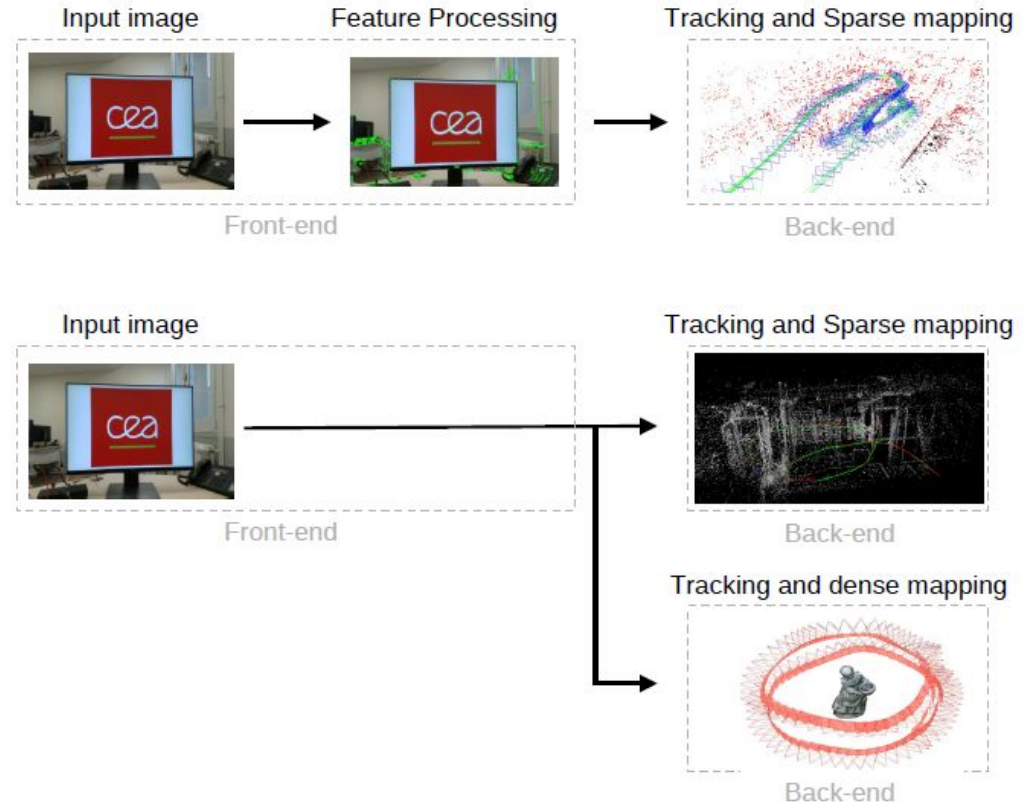 Input image
Feature Processing
Tracking and Sparse mapping
cea
cea
Front-end
Back-end
Input image
Tracking and Sparse mapping
cea
Front-end
Back-end
Tracking and dense mapping
Back-end